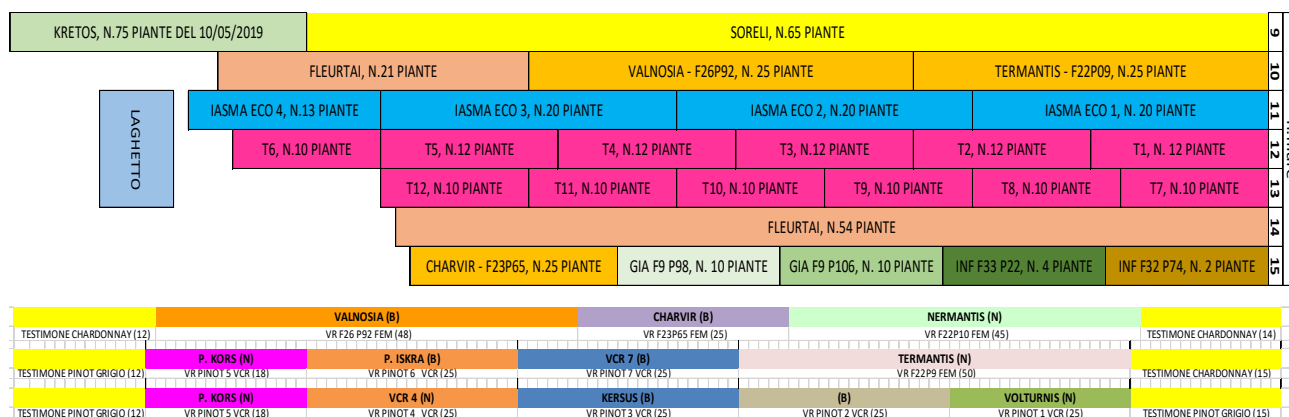 KRETOS, N.75 PIANTE DEL 10/05/2019
SORELI, N.65 PIANTE
9
FLEURTAI, N.21 PIANTE
VALNOSIA - F26P92, N. 25 PIANTE
TERMANTIS - F22P09, N.25 PIANTE
10
LAGHETTO
IASMA ECO 4, N.13 PIANTE
IASMA ECO 3, N.20 PIANTE
IASMA ECO 2, N.20 PIANTE
IASMA ECO 1, N. 20 PIANTE
11
T6, N.10 PIANTE
T5, N.12 PIANTE
T4, N.12 PIANTE
T3, N.12 PIANTE
T2, N.12 PIANTE
T1, N. 12 PIANTE
12
T12, N.10 PIANTE
T11, N.10 PIANTE
T10, N.10 PIANTE
T9, N.10 PIANTE
T8, N.10 PIANTE
T7, N.10 PIANTE
13
FLEURTAI, N.54 PIANTE
14
CHARVIR - F23P65, N.25 PIANTE
GIA F9 P98, N. 10 PIANTE
GIA F9 P106, N. 10 PIANTE
INF F33 P22, N. 4 PIANTE
INF F32 P74, N. 2 PIANTE
15
VALNOSIA (B)
CHARVIR (B)
NERMANTIS (N)
TESTIMONE CHARDONNAY (12)
VR F26 P92 FEM (48)
VR F23P65 FEM (25)
VR F22P10 FEM (45)
TESTIMONE CHARDONNAY (14)
P. KORS (N)
P. ISKRA (B)
VCR 7 (B)
TERMANTIS (N)
TESTIMONE PINOT GRIGIO (12)
VR PINOT 5 VCR (18)
VR PINOT 6 VCR (25)
VR PINOT 7 VCR (25)
VR F22P9 FEM (50)
TESTIMONE CHARDONNAY (15)
P. KORS (N)
VCR 4 (N)
KERSUS (B)
(B)
VOLTURNIS (N)
TESTIMONE PINOT GRIGIO (12)
VR PINOT 5 VCR (18)
VR PINOT 4 VCR (25)
VR PINOT 3 VCR (25)
VR PINOT 2 VCR (25)
VR PINOT 1 VCR (25)
TESTIMONE PINOT GRIGIO (15)